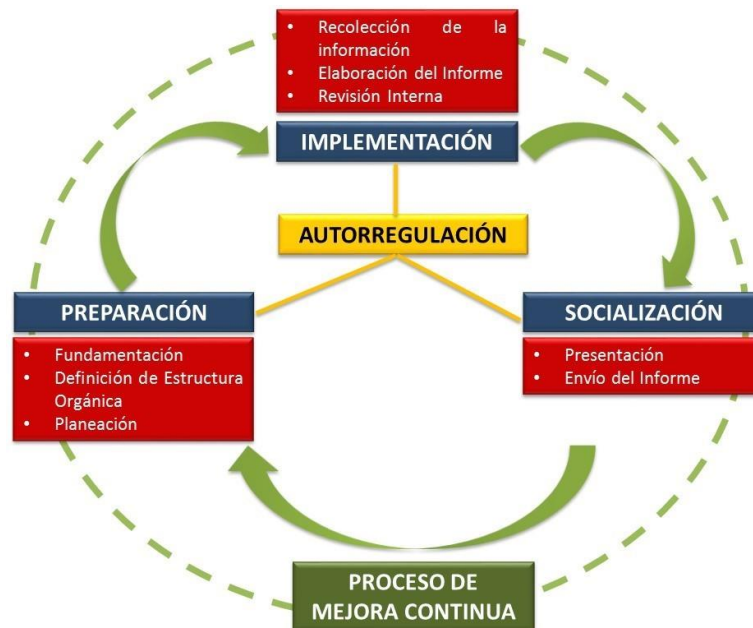 • Recolección de la
información
• Elaboración del Informe
• Revisión Interna
IMPLEMENTACIÓN
AUTORREGULACIÓN
PREPARACIÓN
• Fundamentación
• Definición de Estructura
Orgánica
• Planeación
SOCIALIZACIÓN
• Presentación
• Envío del Informe
PROCESO DE
MEJORA CONTINUA